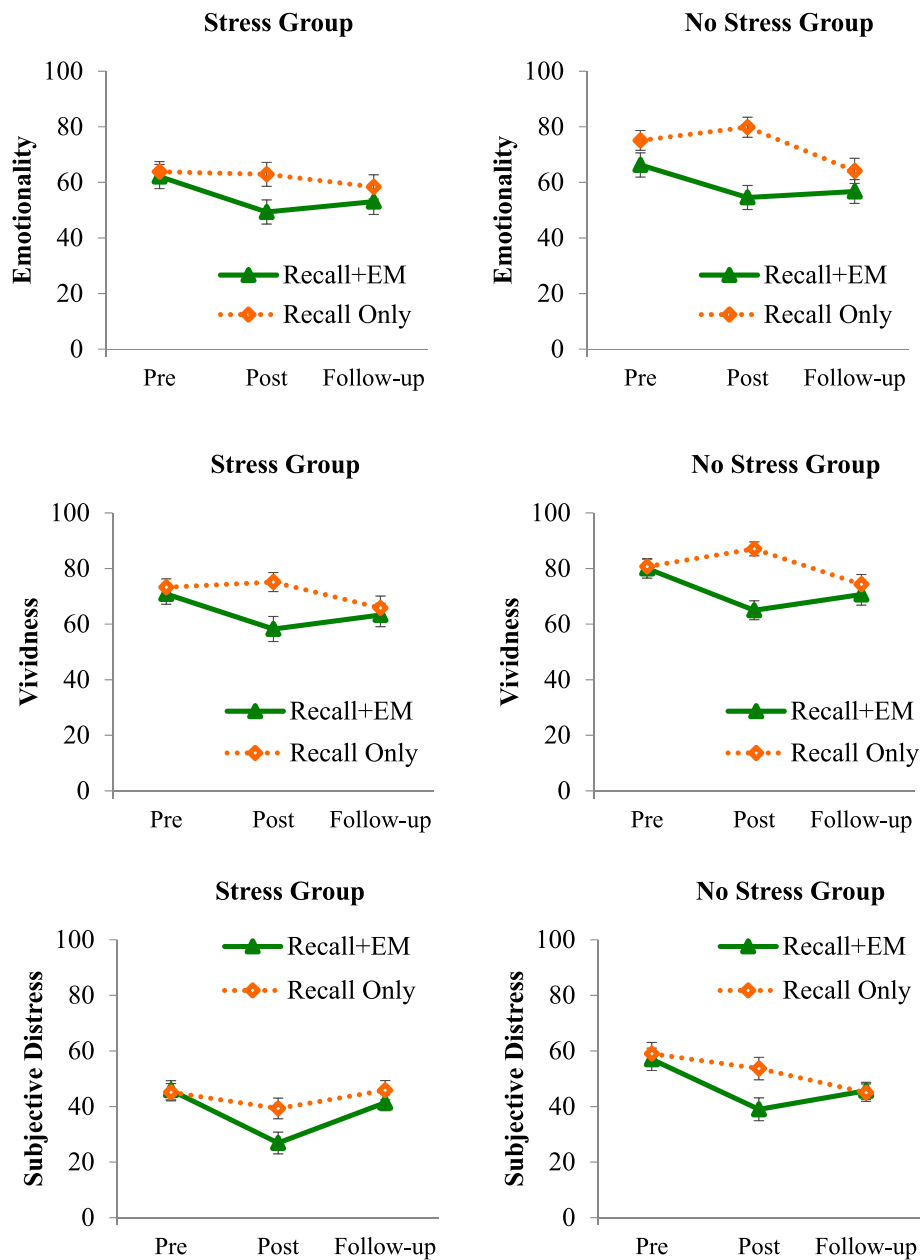 Stress Group
No Stress Group
Emotionality
100
80
60
40
20
0
Recall+EM
Recall Only
Pre Post Follow-up
Emotionality
100
80
60
40
20
0
Recall+EM
Recall Only
Pre Post Follow-up
Stress Group
No Stress Group
Vividness
100
80
60
40
20
0
Recall+EM
Recall Only
Pre Post Follow-up
Vividness
100
80
60
40
20
0
Recall+EM
Recall Only
Pre Post Follow-up
Stress Group
No Stress Group
Subjective Distress
100
80
60
40
20
0
Recall+EM
Recall Only
Pre Post Follow-up
Subjective Distress
100
80
60
40
20
0
Recall+EM
Recall Only
Pre Post Follow-up